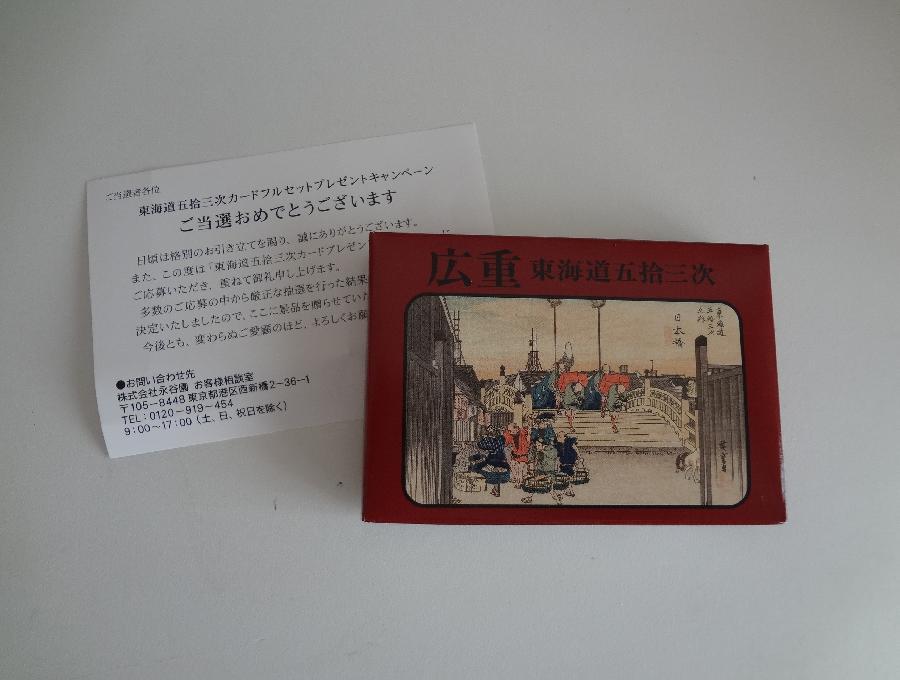 ご当選者各位
東海道五拾三次カードフルセットプレゼントキャンペーン
ご当選おめでとうございます
日頃は格別のお引き立てを賜り、誠にありがとうございます。
また、この度は「東海道五拾三次カードプレゼン
ご応募いただき、重ねて御礼申し上げます。
多数のご応募の中から厳正な抽選を行った結果
決定いたしましたので、ここに景品を贈らせていた
今後とも、変わらぬご愛顧のほど、よろしくお願
●お問い合わせ先
株式会社永谷園 お客様相談室
〒105-8448 東京都港区西新橋2-36-1
TEL:0120-919-454
9:00~17:00(土、日、祝日を除く)
広重 東海道五拾三次
東海道
五拾三次
日本橋